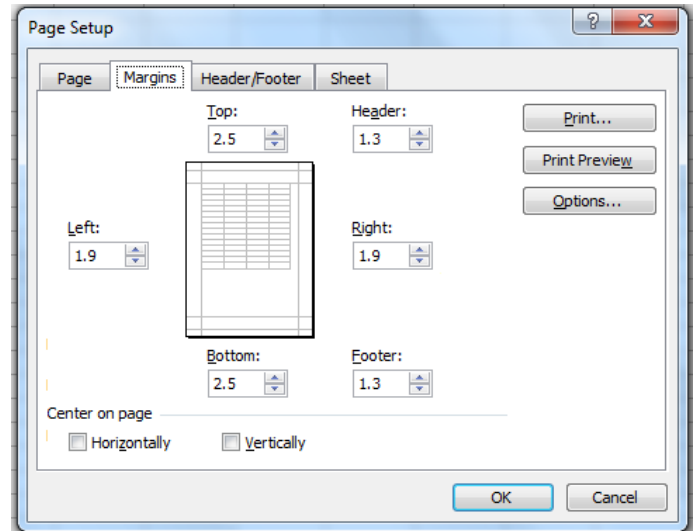 Page Setup
Page Margins Header/Footer Sheet
Top: Header:
2.5 1.3
Print...
Print Preview
Options...
Left: Right:
1.9 1.9
Bottom: Footer:
2.5 1.3
Center on page
Horizontally Vertically
OK Cancel